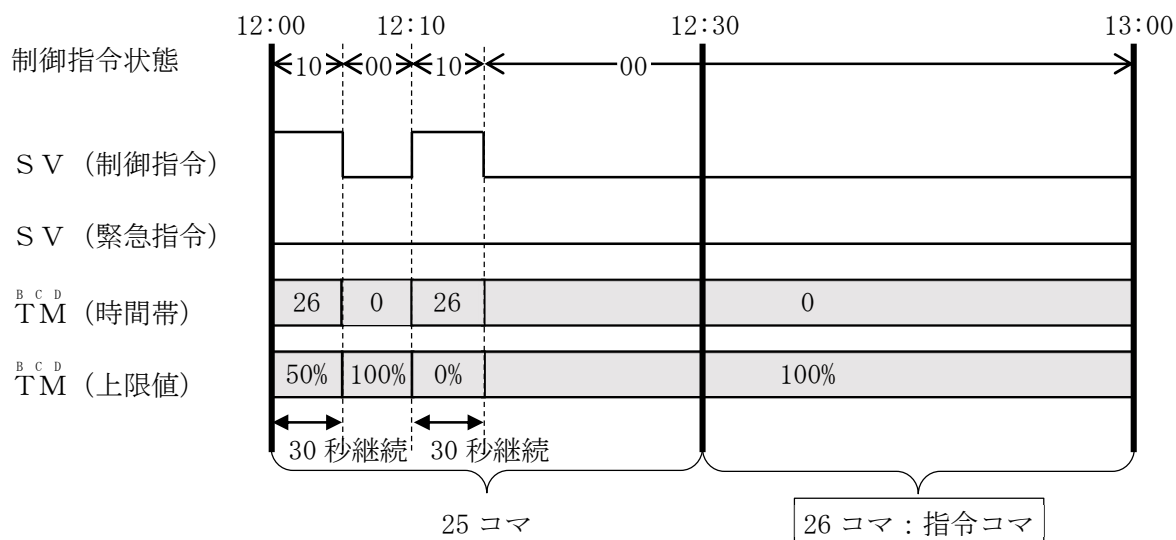 12:00 12:10 12:30 13:00
制御指令状態 10 00 10 00
SV(制御指令)
SV(緊急指令)
BCD
TM(時間帯) 26 0 26 0
BCD
TM(上限値) 50% 100% 0% 100%
30秒継続 30秒継続
25コマ 26コマ:指令コマ